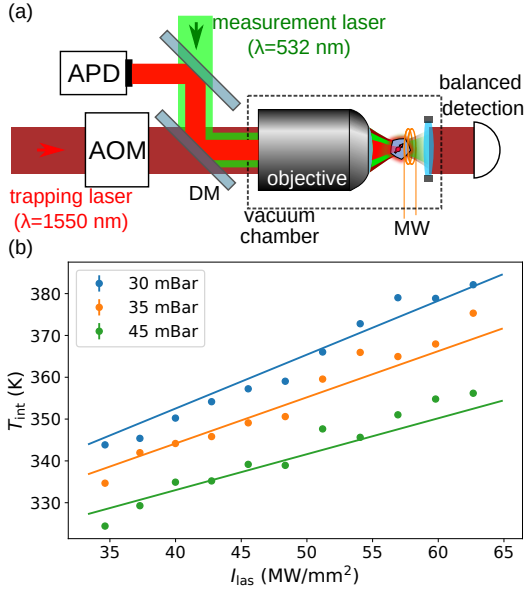 (a)
measurement laser
(λ=532 nm)
APD
balanced
detection
AOM
objective
trapping laser
(λ=1550 nm)
DM
vacuum
chamber
MW
(b)
30 mBar
35 mBar
45 mBar
380
370
360
350
340
330
T_int (K)
35 40 45 50 55 60 65
I_las (MW/mm²)